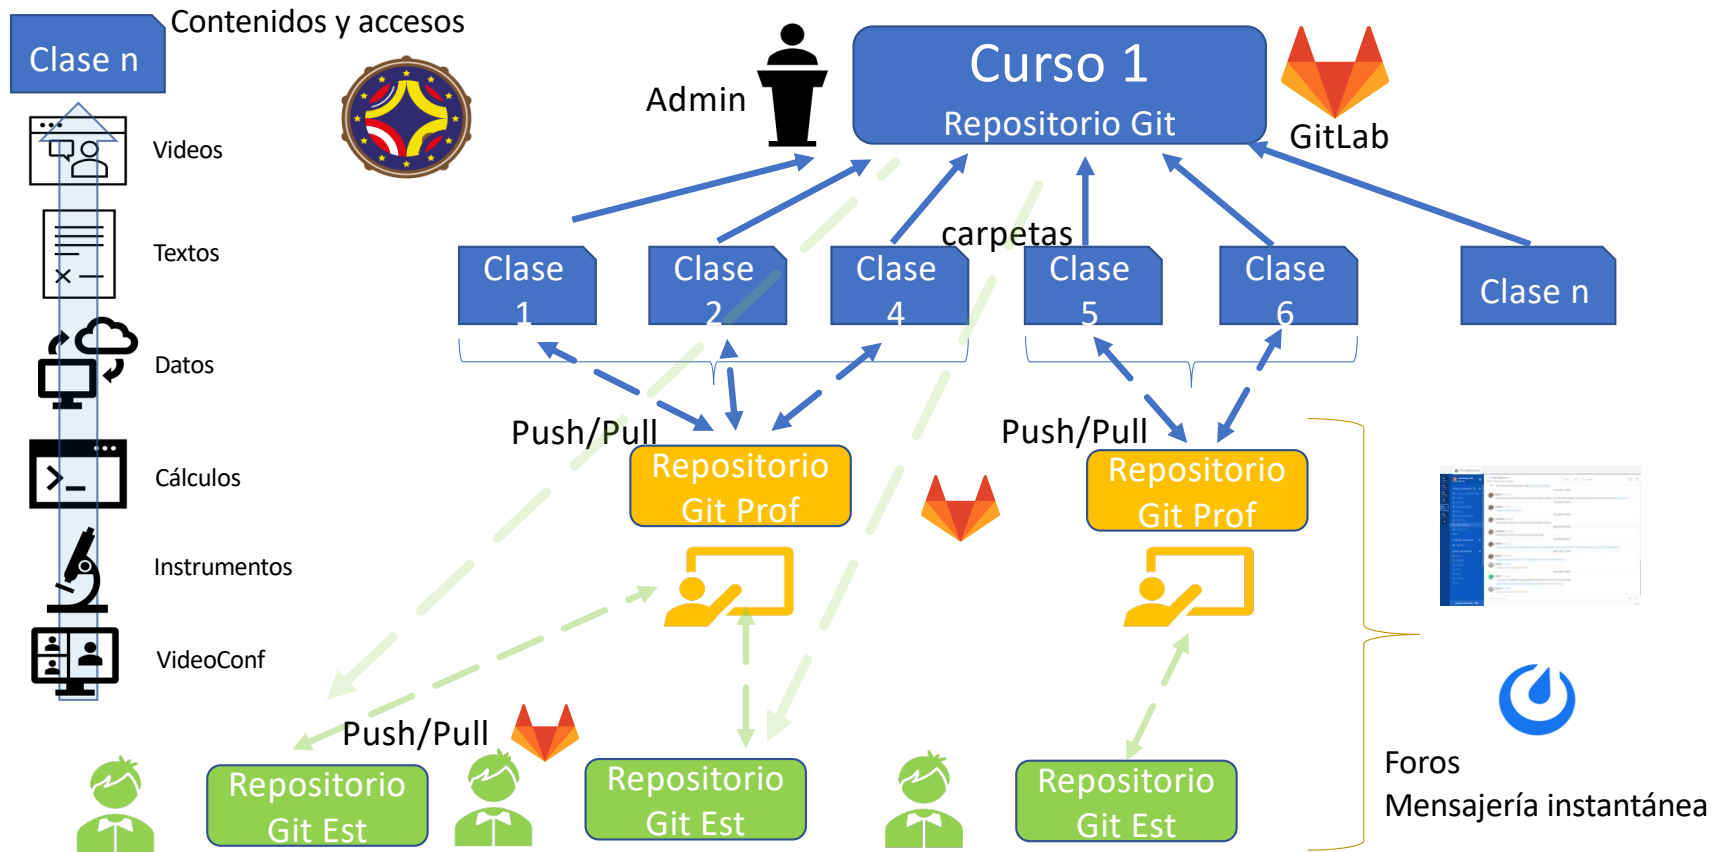 Contenidos y accesos
Clase n
Videos
Textos
Datos
Cálculos
Instrumentos
VideoConf
Admin
Curso 1
Repositorio Git
GitLab
carpetas
Clase
1
Clase
2
Clase
4
Clase
5
Clase
6
Clase n
Push/Pull
Repositorio
Git Prof
Push/Pull
Repositorio
Git Prof
Push/Pull
Repositorio
Git Est
Repositorio
Git Est
Repositorio
Git Est
Foros
Mensajería instantánea